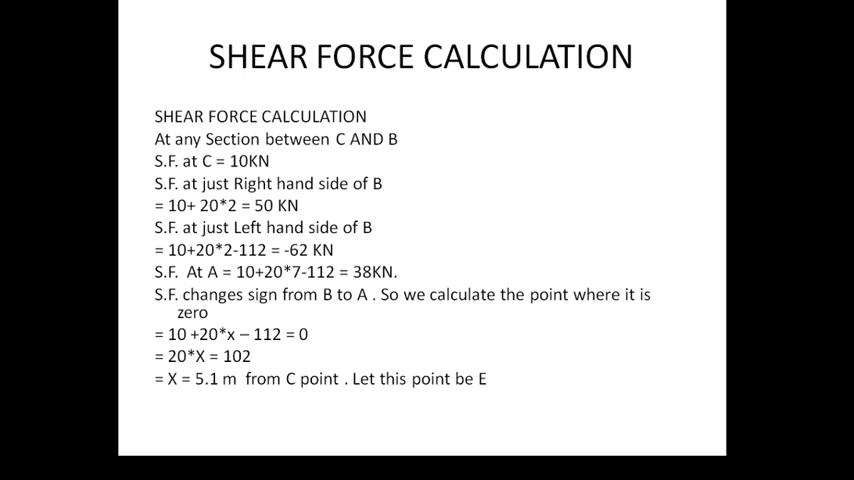 SHEAR FORCE CALCULATION
SHEAR FORCE CALCULATION
At any Section between C AND B
S.F. at C = 10KN
S.F. at just Right hand side of B
= 10+ 20*2 = 50 KN
S.F. at just Left hand side of B
= 10+20*2-112 = -62 KN
S.F. At A = 10+20*7-112 = 38KN.
S.F. changes sign from B to A . So we calculate the point where it is
zero
= 10 +20*x – 112 = 0
= 20*X = 102
= X = 5.1 m from C point . Let this point be E